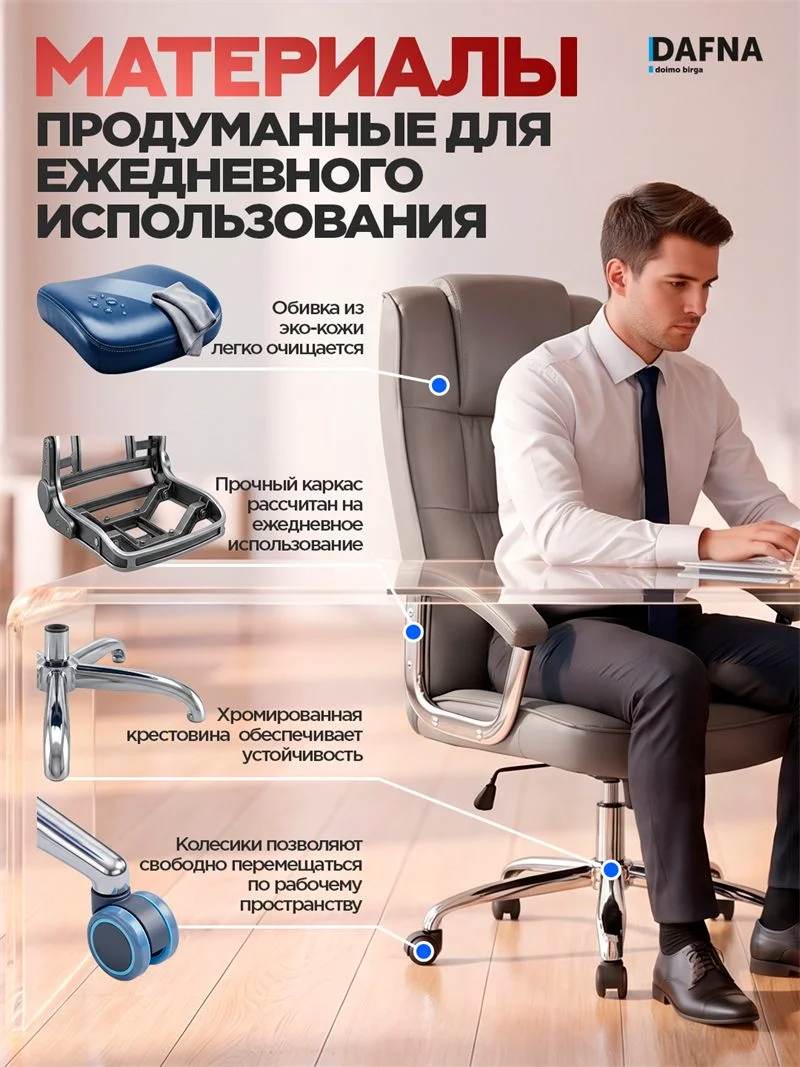 МАТЕРИАЛЫ
ПРОДУМАННЫЕ ДЛЯ
ЕЖЕДНЕВНОГО
ИСПОЛЬЗОВАНИЯ
DAFNA
doimo birga
Обивка из
эко-кожи
легко очищается
Прочный каркас
рассчитан на
ежедневное
использование
Хромированная
крестовина обеспечивает
устойчивость
Колесики позволяют
свободно перемещаться
по рабочему
пространству